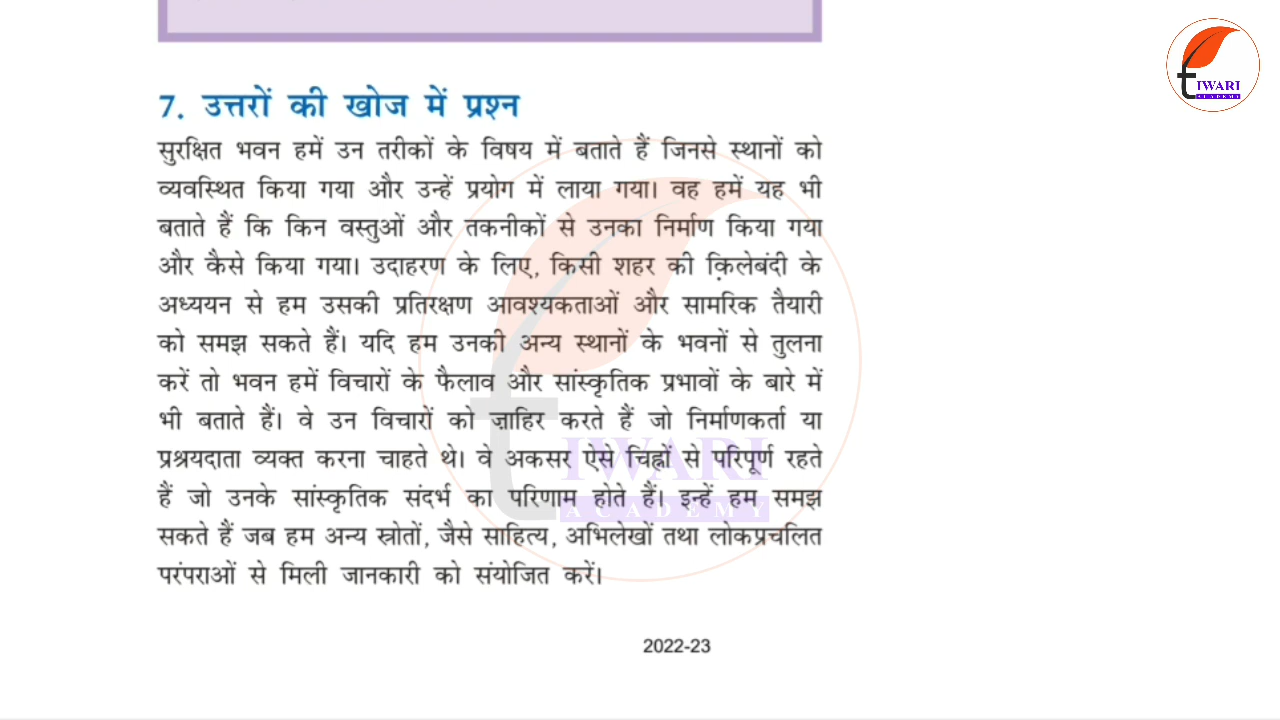 tIWARI
ACADEMY
7. उत्तरों की खोज में प्रश्न
सुरक्षित भवन हमें उन तरीकों के विषय में बताते हैं जिनसे स्थानों को
व्यवस्थित किया गया और उन्हें प्रयोग में लाया गया। वह हमें यह भी
बताते हैं कि किन वस्तुओं और तकनीकों से उनका निर्माण किया गया
और कैसे किया गया। उदाहरण के लिए, किसी शहर की क़िलेबंदी के
अध्ययन से हम उसकी प्रतिरक्षण आवश्यकताओं और सामरिक तैयारी
को समझ सकते हैं। यदि हम उनकी अन्य स्थानों के भवनों से तुलना
करें तो भवन हमें विचारों के फैलाव और सांस्कृतिक प्रभावों के बारे में
भी बताते हैं। वे उन विचारों को ज़ाहिर करते हैं जो निर्माणकर्ता या
प्रश्रयदाता व्यक्त करना चाहते थे। वे अकसर ऐसे चिह्नों से परिपूर्ण रहते
हैं जो उनके सांस्कृतिक संदर्भ का परिणाम होते हैं। इन्हें हम समझ
सकते हैं जब हम अन्य स्रोतों, जैसे साहित्य, अभिलेखों तथा लोकप्रचलित
परंपराओं से मिली जानकारी को संयोजित करें।
tIWARI
ACADEMY
2022-23